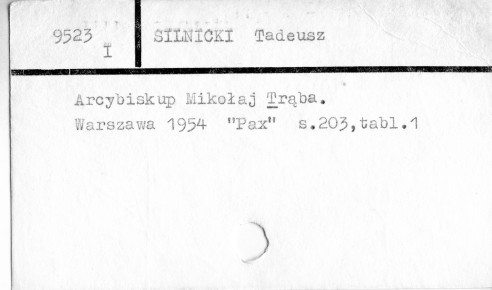 9523 I SILNICKI Tadeusz
Arcybiskup Mikołaj Trąba.
Warszawa 1954 "Pax" s.203,tabl.1